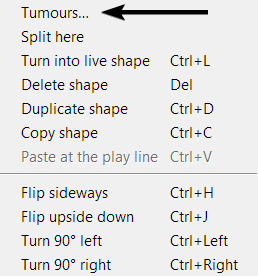 Tumours...
Split here
Turn into live shape Ctrl+L
Delete shape Del
Duplicate shape Ctrl+D
Copy shape Ctrl+C
Paste at the play line Ctrl+V
Flip sideways Ctrl+H
Flip upside down Ctrl+J
Turn 90° left Ctrl+Left
Turn 90° right Ctrl+Right